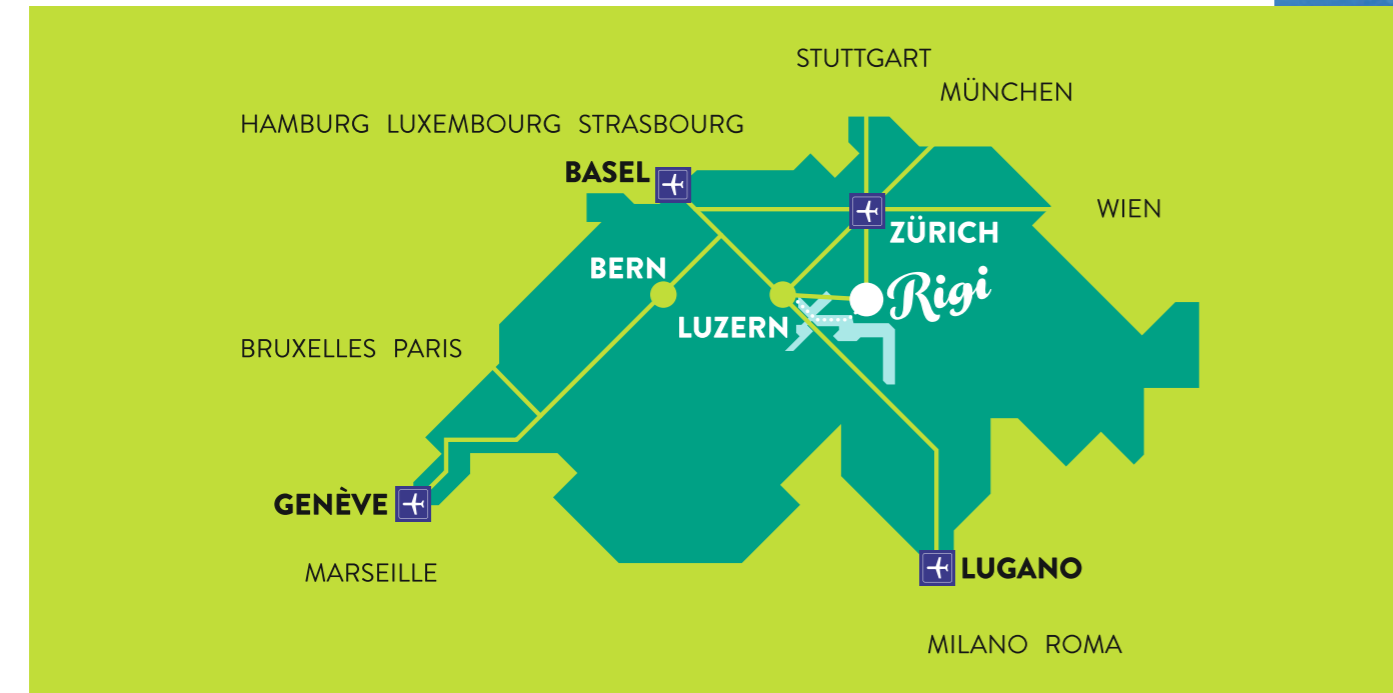 STUTTGART
MÜNCHEN
HAMBURG LUXEMBOURG STRASBOURG
BASEL
WIEN
ZÜRICH
BERN
Rigi
LUZERN
BRUXELLES PARIS
GENÈVE
MARSEILLE
LUGANO
MILANO ROMA